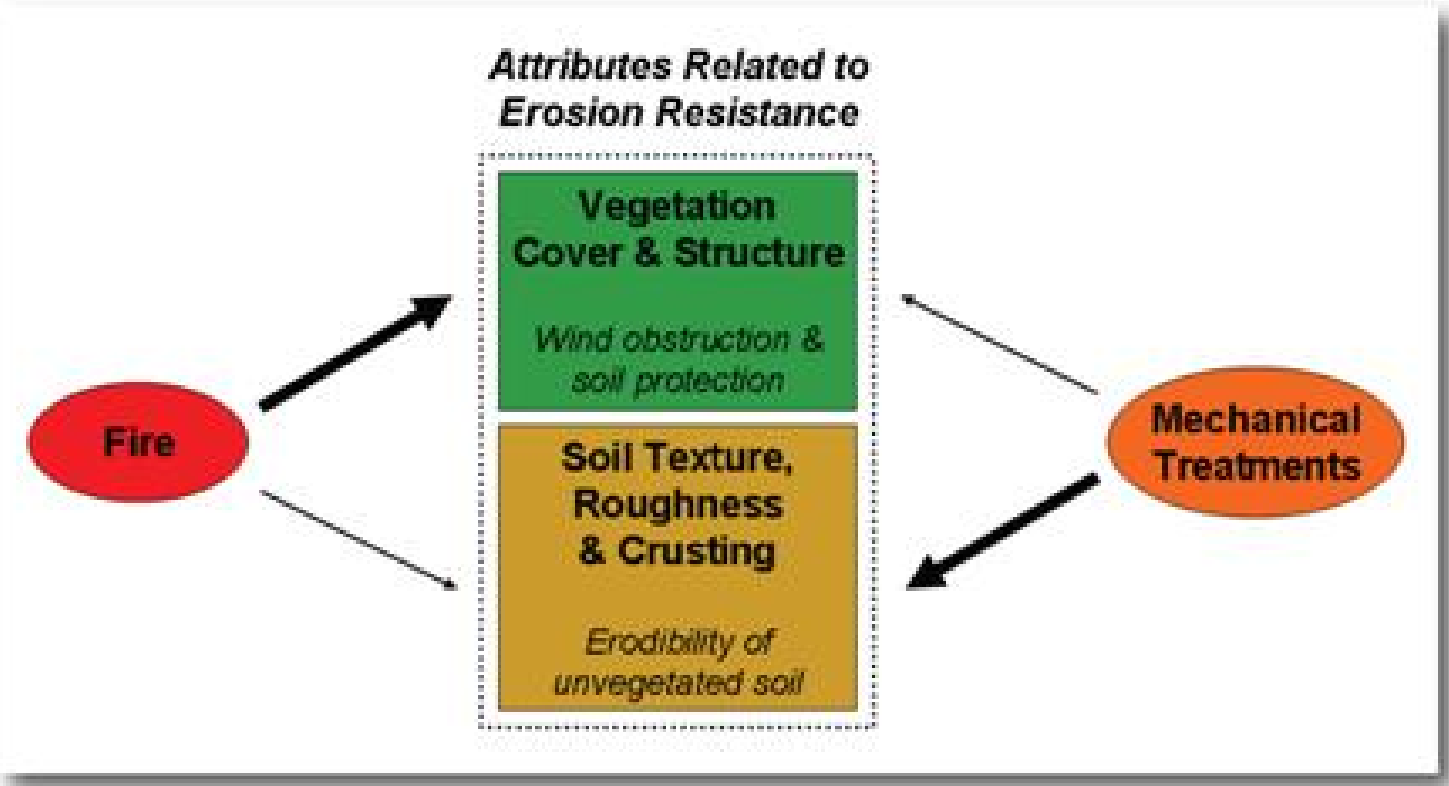 Attributes Related to
Erosion Resistance
Vegetation
Cover & Structure
Wind obstruction &
soil protection
Fire
Mechanical
Treatments
Soil Texture,
Roughness
& Crusting
Erodibility of
unvegetated soil